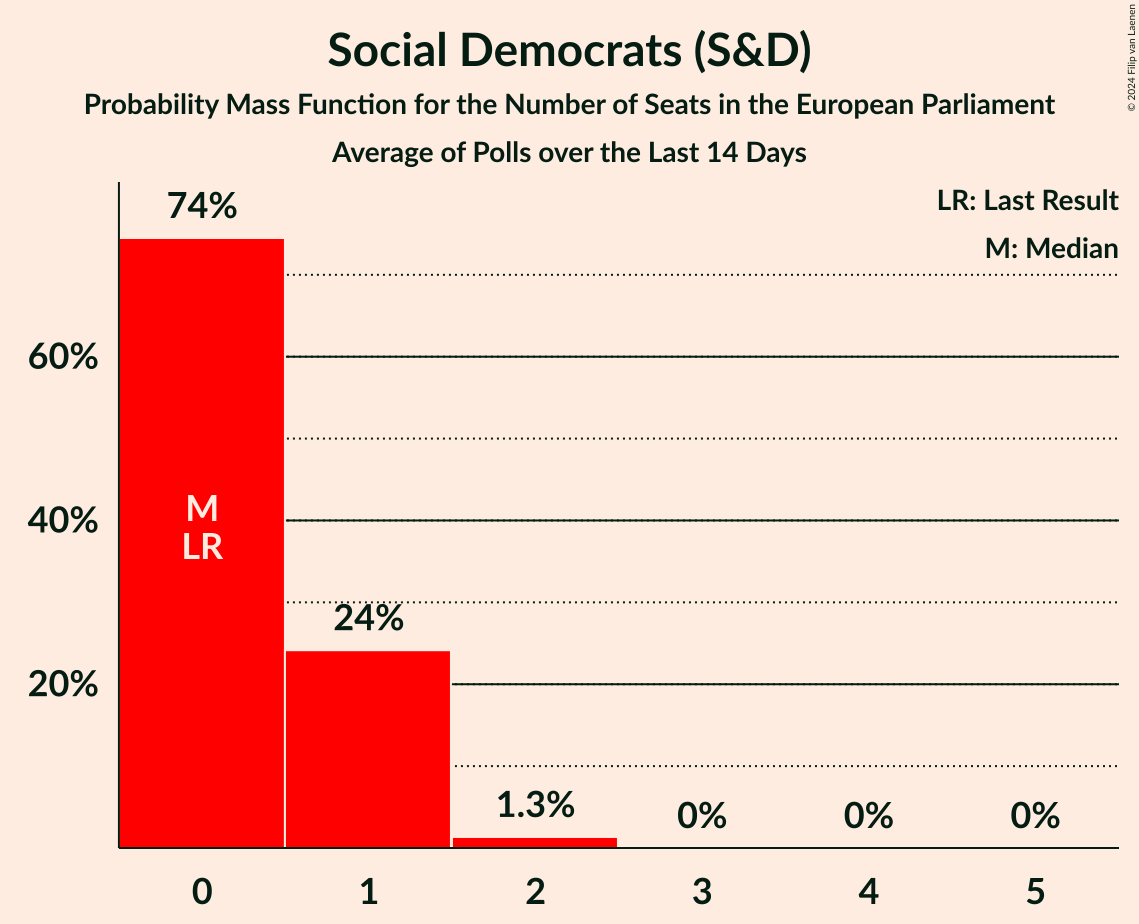 Social Democrats (S&D)
Probability Mass Function for the Number of Seats in the European Parliament
Average of Polls over the Last 14 Days
© 2024 Filip van Laenen
LR: Last Result
M: Median
74%
60%
40%
20%
M
LR
24%
1.3%
0%
0%
0%
0 1 2 3 4 5